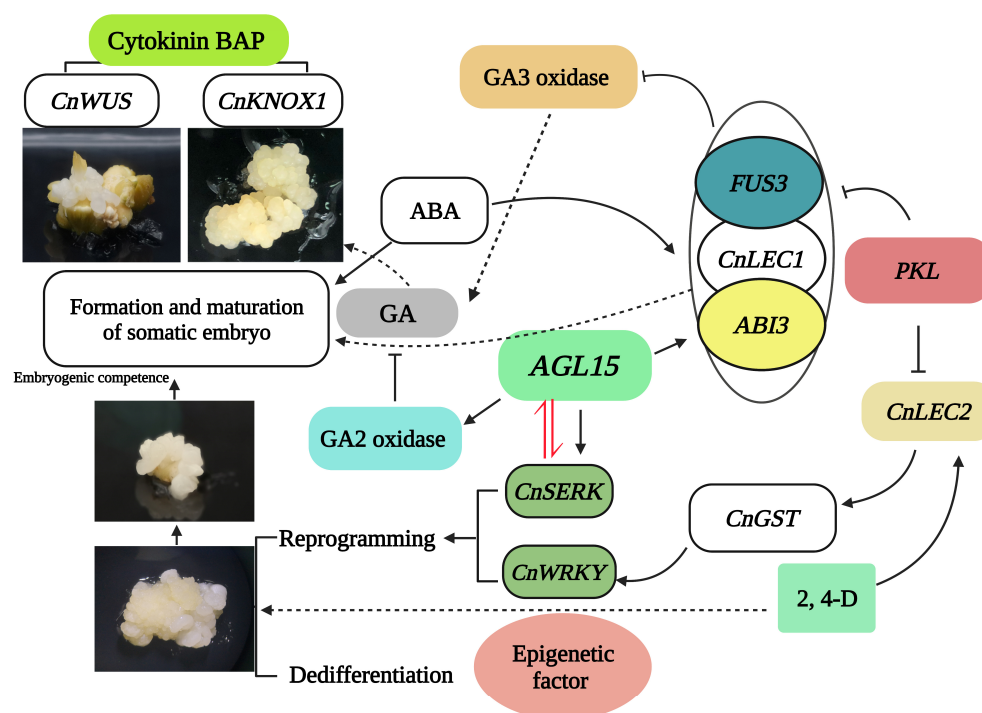 Cytokinin BAP
CnWUS
CnKNOX1
GA3 oxidase
FUS3
ABA
CnLEC1
PKL
Formation and maturation
of somatic embryo
GA
ABI3
AGL15
Embryogenic competence
CnLEC2
GA2 oxidase
CnSERK
CnGST
Reprogramming
CnWRKY
2, 4-D
Epigenetic
factor
Dedifferentiation